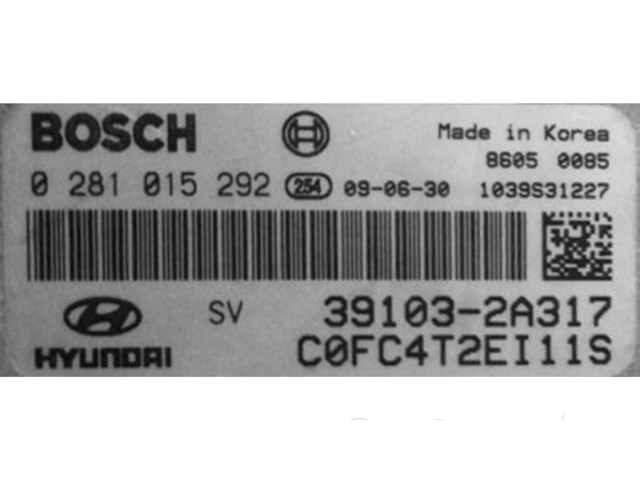 BOSCH
Made in Korea
8605 0085
0 281 015 292 254 09-06-30 1039S31227
SV 39103-2A317
HYUNDAI C0FC4T2EI11S